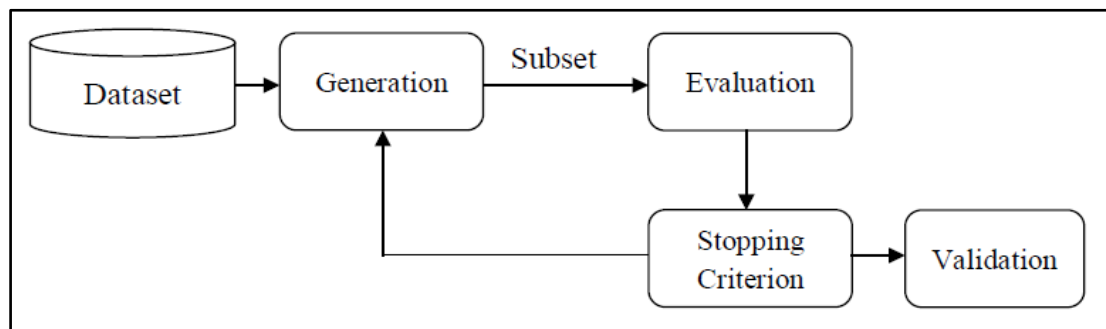 Subset
Dataset
Generation
Evaluation
Stopping
Criterion
Validation